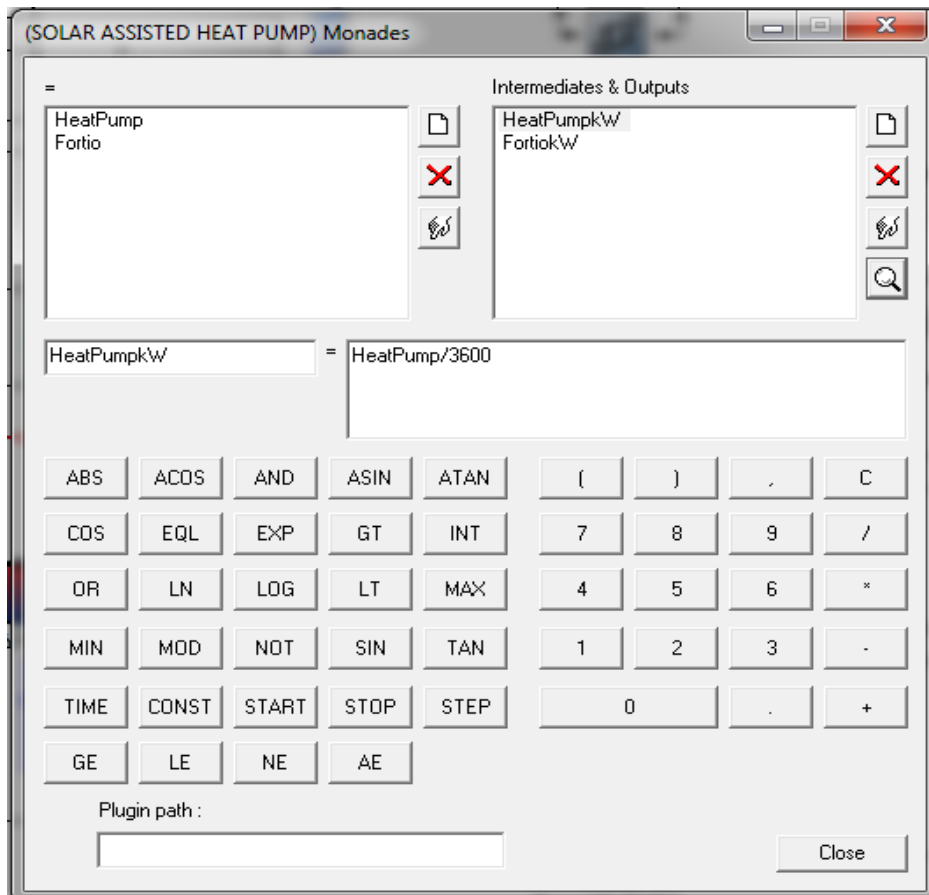 (SOLAR ASSISTED HEAT PUMP) Monades
=
Intermediates & Outputs
HeatPump
Fortio
HeatPumpkW
FortiokW
HeatPumpkW = HeatPump/3600
ABS ACOS AND ASIN ATAN ( ) , C
COS EQL EXP GT INT 7 8 9 /
OR LN LOG LT MAX 4 5 6 *
MIN MOD NOT SIN TAN 1 2 3 -
TIME CONST START STOP STEP 0 . +
GE LE NE AE
Plugin path :
Close